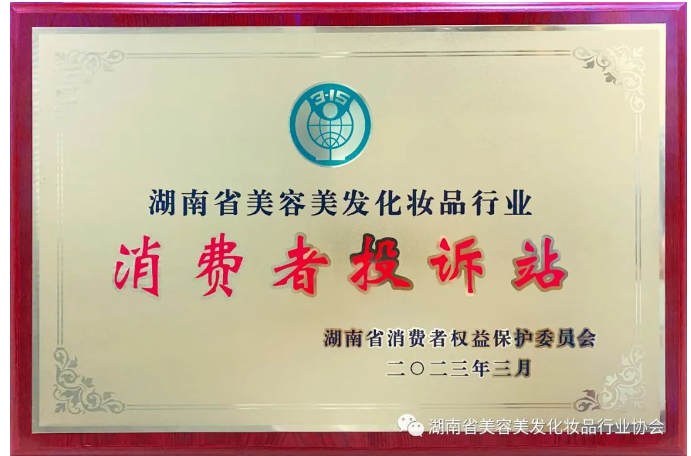 3·15
湖南省美容美发化妆品行业
消费者投诉站
湖南省消费者权益保护委员会
二〇二三年三月
湖南省美容美发化妆品行业协会